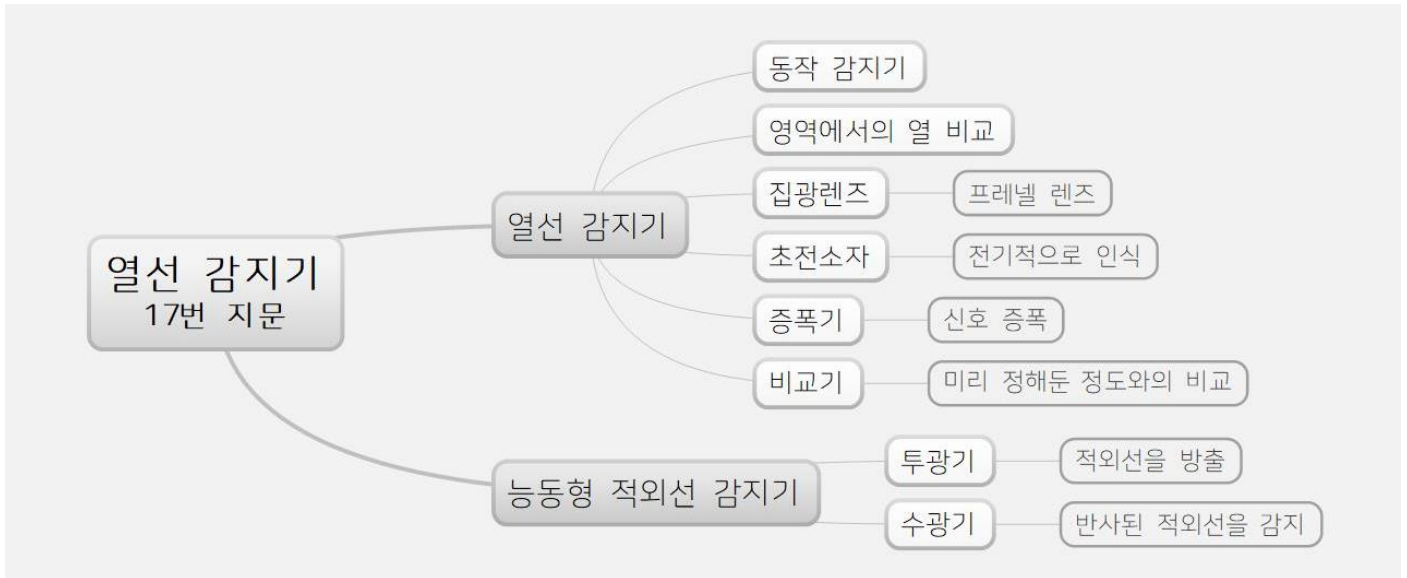 열선 감지기
17번 지문
열선 감지기
동작 감지기
영역에서의 열 비교
집광렌즈
프레넬 렌즈
초전소자
전기적으로 인식
증폭기
신호 증폭
비교기
미리 정해둔 정도와의 비교
능동형 적외선 감지기
투광기
적외선을 방출
수광기
반사된 적외선을 감지